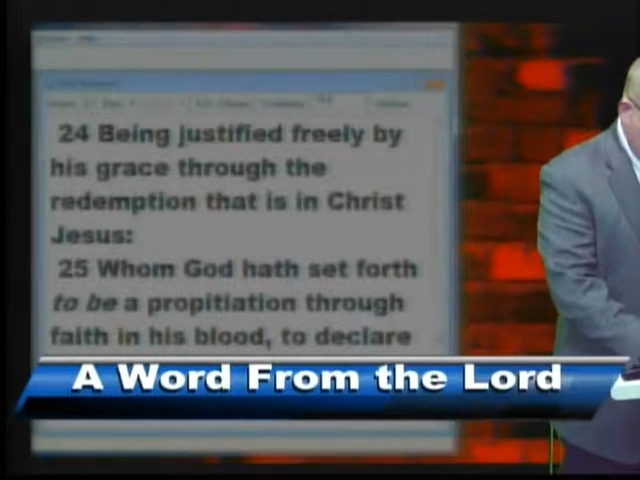 24 Being justified freely by
his grace through the
redemption that is in Christ
Jesus:
25 Whom God hath set forth
to be a propitiation through
faith in his blood, to declare
A Word From the Lord